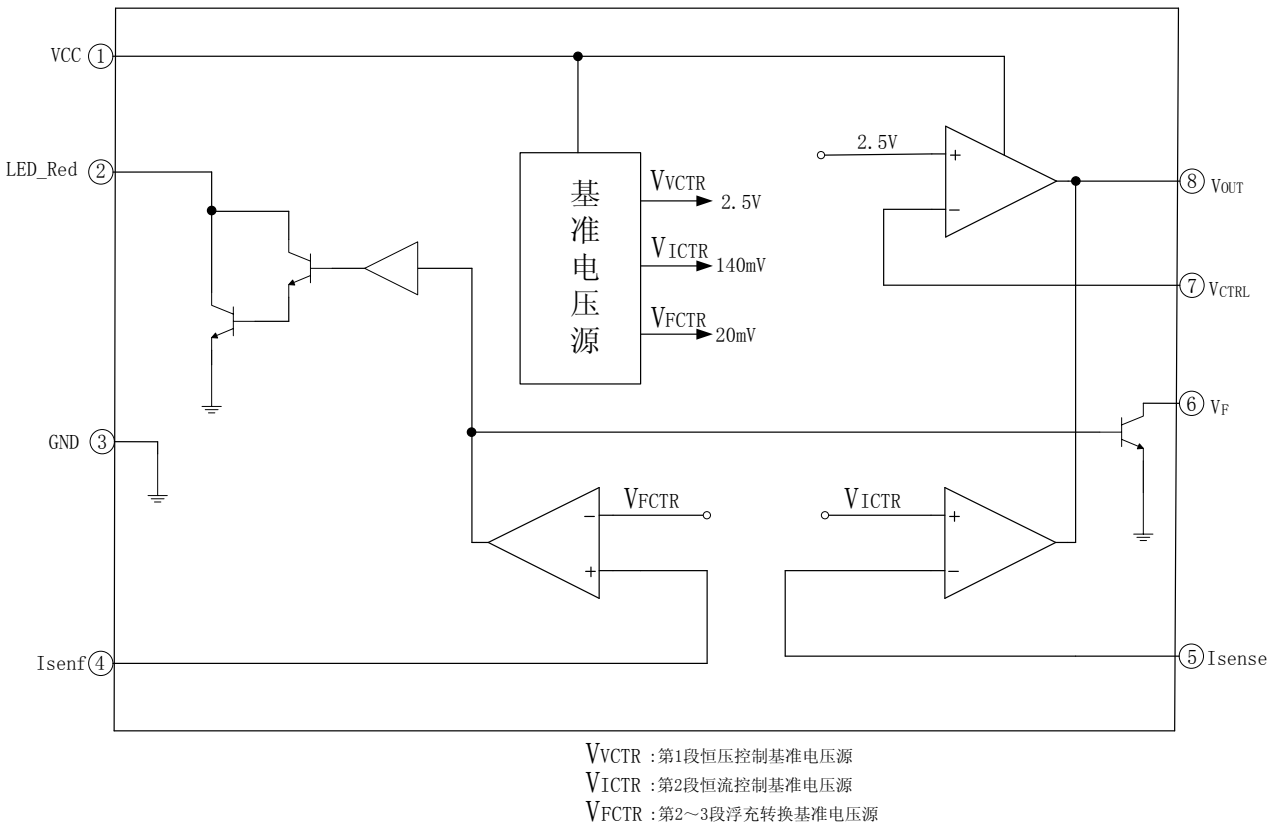 VCC ①
LED_Red ②
GND ③
Isenf ④
基准电压源
VVCTR
2.5V
VICTR
140mV
VFCTR
20mV
2.5V
+
−
⑧ VOUT
⑦ VCTRL
⑥ VF
− VFCTR
+
VICTR +
−
⑤ Isense
VVCTR :第1段恒压控制基准电压源
VICTR :第2段恒流控制基准电压源
VFCTR :第2～3段浮充转换基准电压源